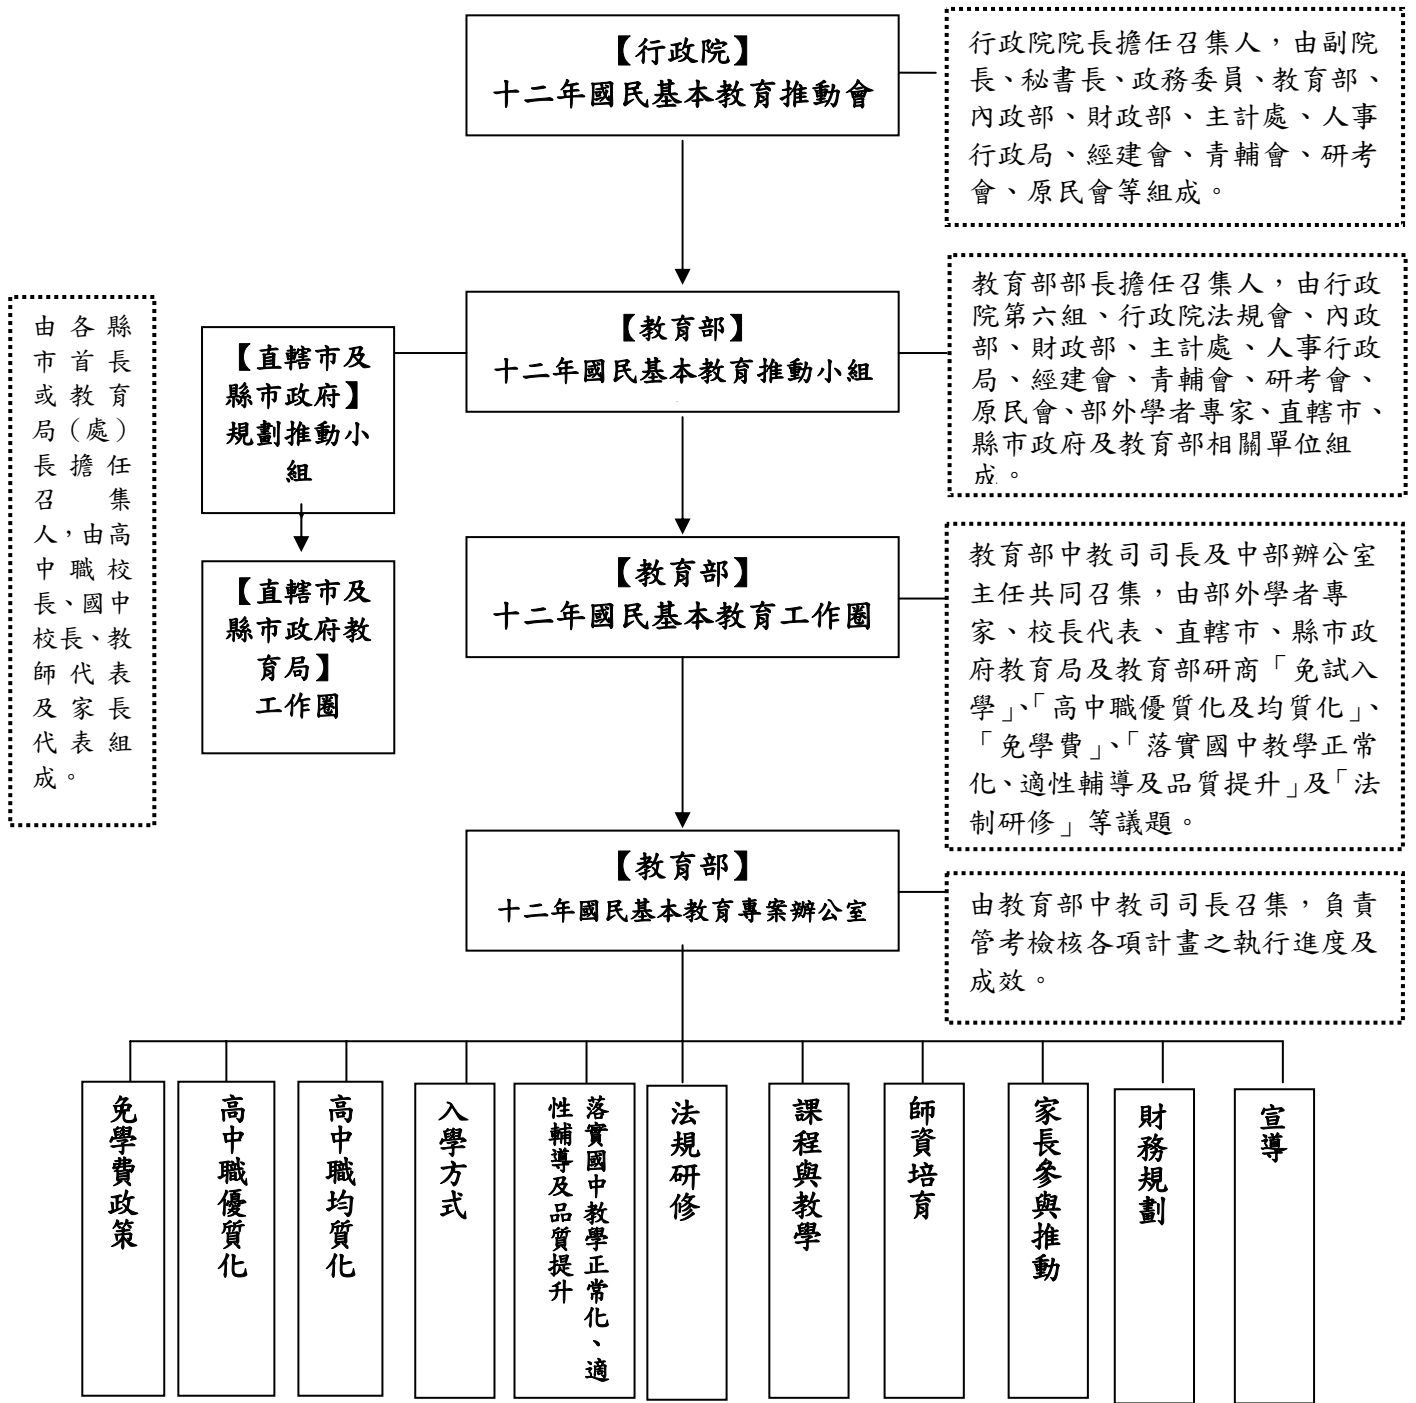 【行政院】
十二年國民基本教育推動會
行政院院長擔任召集人，由副院
長、秘書長、政務委員、教育部、
內政部、財政部、主計處、人事
行政局、經建會、青輔會、研考
會、原民會等組成。
【教育部】
十二年國民基本教育推動小組
教育部部長擔任召集人，由行政
院第六組、行政院法規會、內政
部、財政部、主計處、人事行政
局、經建會、青輔會、研考會、
原民會、部外學者專家、直轄市、
縣市政府及教育部相關單位組
成。
由各縣
市首長
或教育
局（處）
長擔任
召集
人，由高
中職校
長、國中
校長、教
師代表
及家長
代表組
成。
【直轄市及
縣市政府】
規劃推動小
組
【直轄市及
縣市政府教
育局】
工作圈
【教育部】
十二年國民基本教育工作圈
教育部中教司司長及中部辦公室
主任共同召集，由部外學者專
家、校長代表、直轄市、縣市政
府教育局及教育部研商「免試入
學」、「高中職優質化及均質化」、
「免學費」、「落實國中教學正常
化、適性輔導及品質提升」及「法
制研修」等議題。
【教育部】
十二年國民基本教育專案辦公室
由教育部中教司司長召集，負責
管考檢核各項計畫之執行進度及
成效。
免學費政策
高中職優質化
高中職均質化
入學方式
落實國中教學正常化、適
性輔導及品質提升
法規研修
課程與教學
師資培育
家長參與推動
財務規劃
宣導